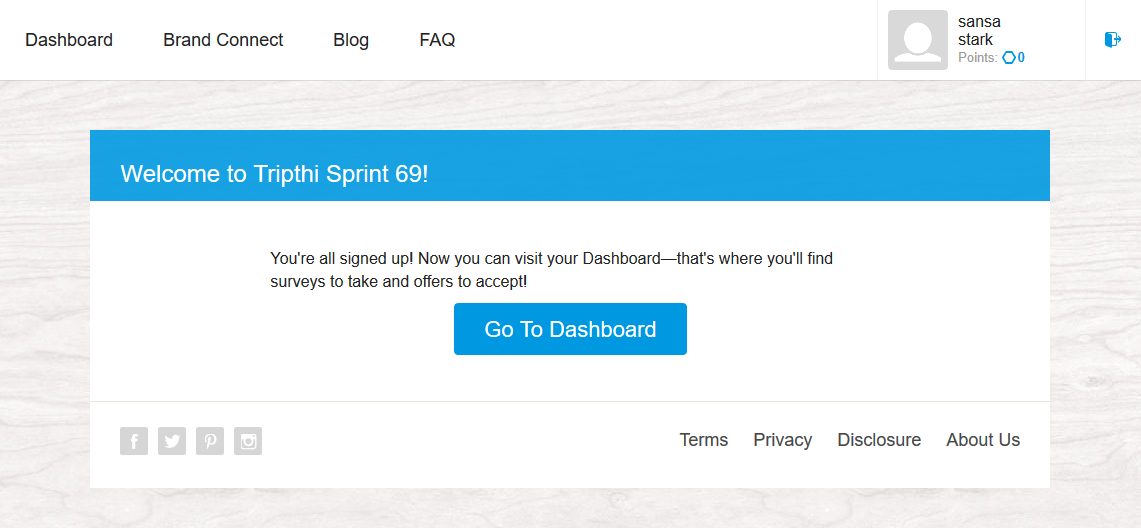 Dashboard Brand Connect Blog FAQ
sansa
stark
Points: 0
Welcome to Tripthi Sprint 69!
You're all signed up! Now you can visit your Dashboard—that's where you'll find
surveys to take and offers to accept!
Go To Dashboard
Terms Privacy Disclosure About Us